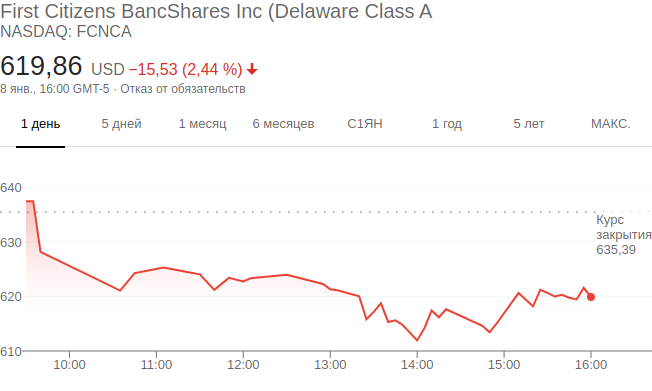 First Citizens BancShares Inc (Delaware Class A
NASDAQ: FCNCA
619,86 USD −15,53 (2,44 %)
8 янв., 16:00 GMT-5 · Отказ от обязательств
1 день 5 дней 1 месяц 6 месяцев С1ЯН 1 год 5 лет МАКС.
640
Курс
закрытия
635,39
630
620
610
10:00 11:00 12:00 13:00 14:00 15:00 16:00